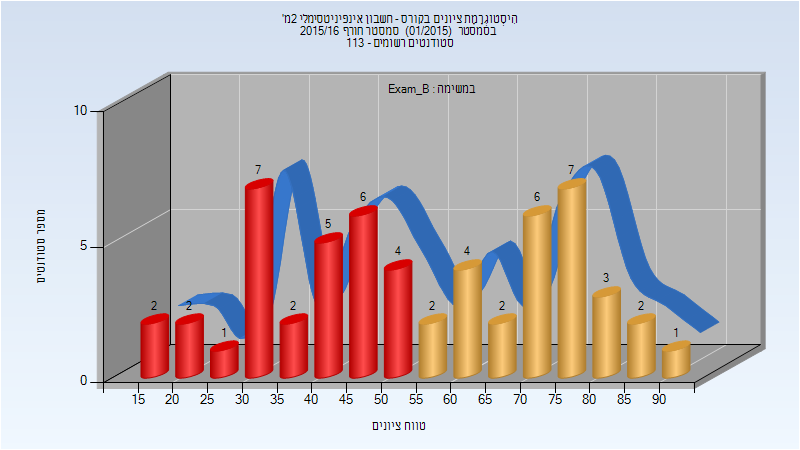 היסטוגרמת ציונים בקורס - חשבון אינפיניטסימלי 2מ'
בסמסטר (01/2015) סמסטר חורף 2015/16
סטודנטים רשומים - 113
במשימה : Exam_B
מספר סטודנטים
10
5
0
2 2 1 7 2 5 6 4 2 4 2 6 7 3 2 1
15 20 25 30 35 40 45 50 55 60 65 70 75 80 85 90
טווח ציונים